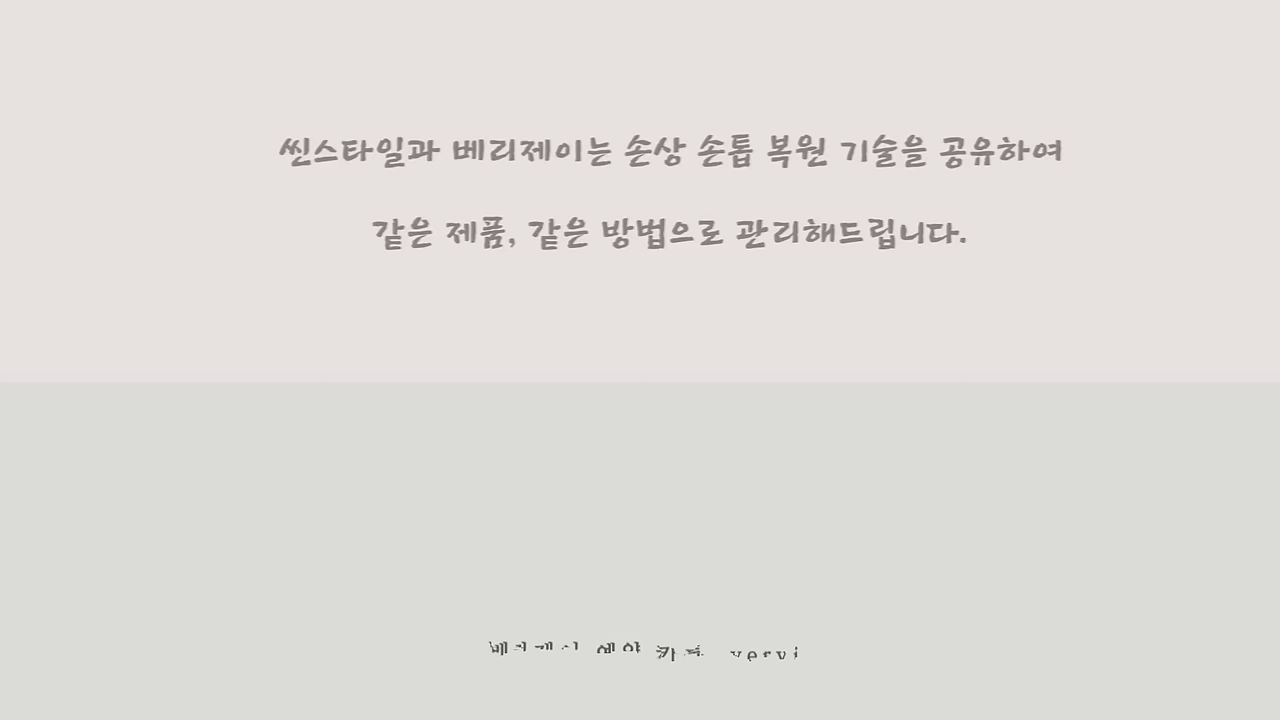 씬스타일과 베리제이는 손상 손톱 복원 기술을 공유하여
같은 제품, 같은 방법으로 관리해드립니다.